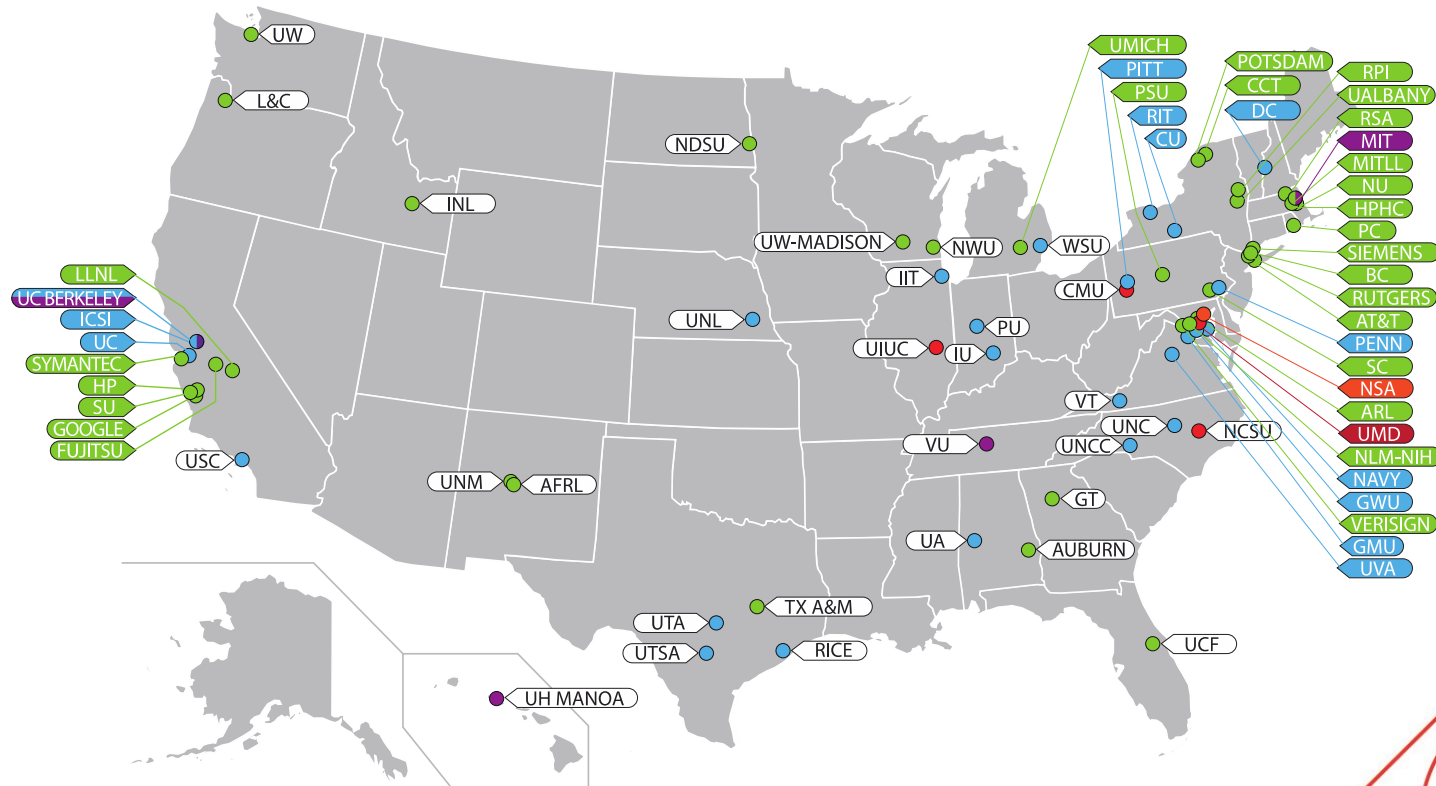 UW
L&C
NDSU
INL
UW-MADISON
NWU
WSU
IIT
CMU
UNL
PU
UIUC
IU
VT
UNC
NCSU
VU
UNCC
UNM
AFRL
GT
UA
AUBURN
TX A&M
UTA
UTSA
RICE
UCF
UH MANOA
USC
LLNL
UC BERKELEY
ICSI
UC
SYMANTEC
HP
SU
GOOGLE
FUJITSU
UMICH
PITT
PSU
RIT
CU
POTSDAM
CCT
DC
RPI
UALBANY
RSA
MIT
MITLL
NU
HPHC
PC
SIEMENS
BC
RUTGERS
AT&T
PENN
SC
NSA
ARL
UMD
NLM-NIH
NAVY
GWU
VERISIGN
GMU
UVA